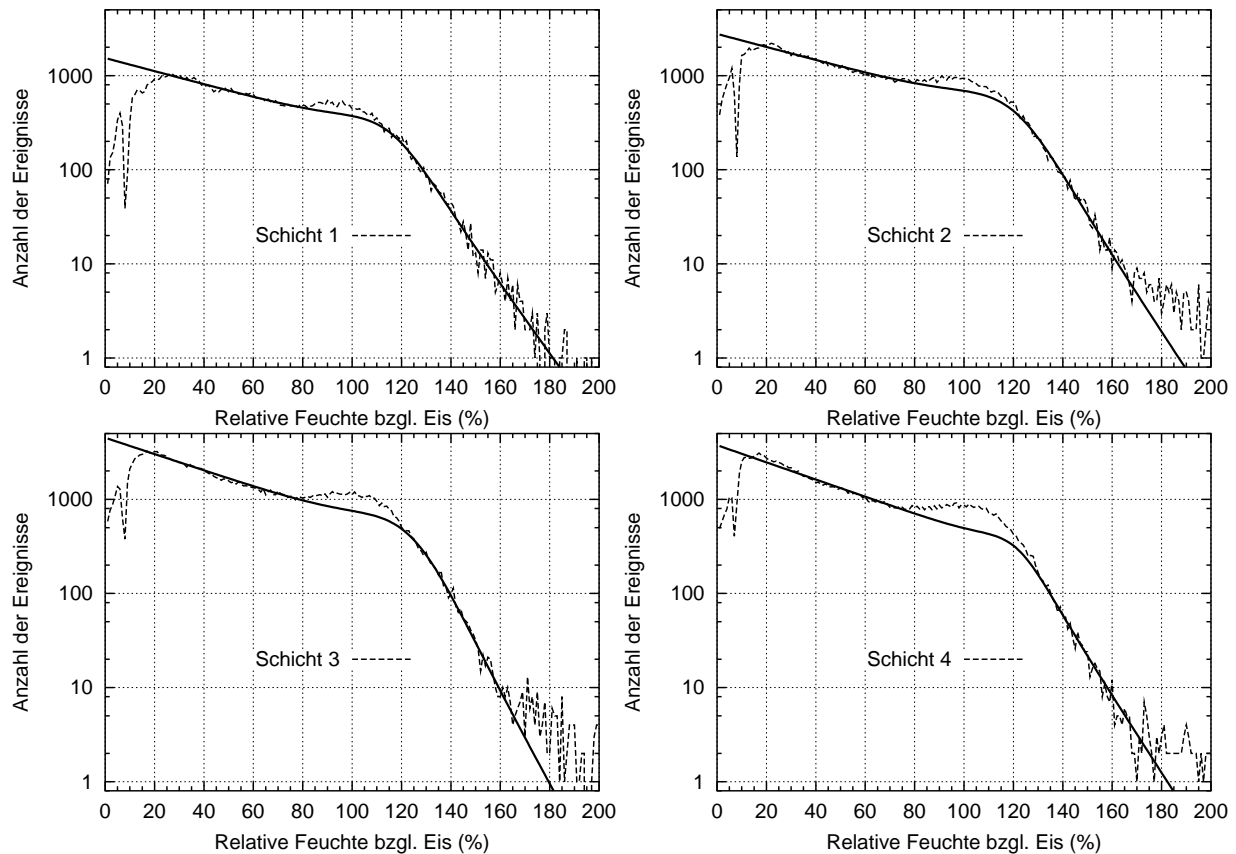 Anzahl der Ereignisse
1000
100
10
1
Schicht 1
0 20 40 60 80 100 120 140 160 180 200
Relative Feuchte bzgl. Eis (%)
Anzahl der Ereignisse
1000
100
10
1
Schicht 2
0 20 40 60 80 100 120 140 160 180 200
Relative Feuchte bzgl. Eis (%)
Anzahl der Ereignisse
1000
100
10
1
Schicht 3
0 20 40 60 80 100 120 140 160 180 200
Relative Feuchte bzgl. Eis (%)
Anzahl der Ereignisse
1000
100
10
1
Schicht 4
0 20 40 60 80 100 120 140 160 180 200
Relative Feuchte bzgl. Eis (%)